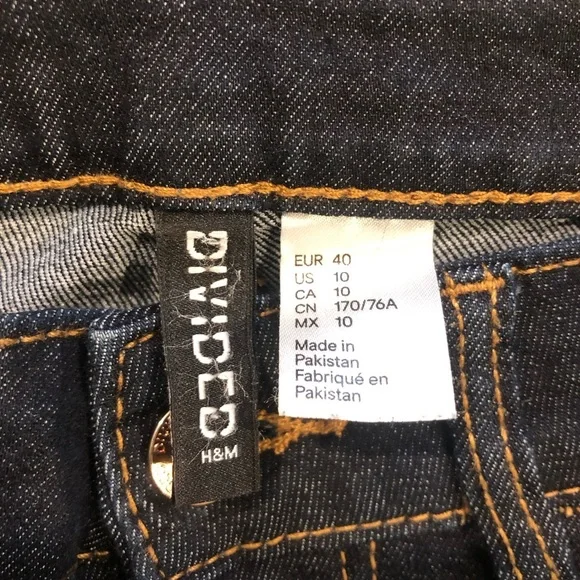 DIVIDED
H&M
EUR 40
US 10
CA 10
CN 170/76A
MX 10
Made in
Pakistan
Fabriqué en
Pakistan